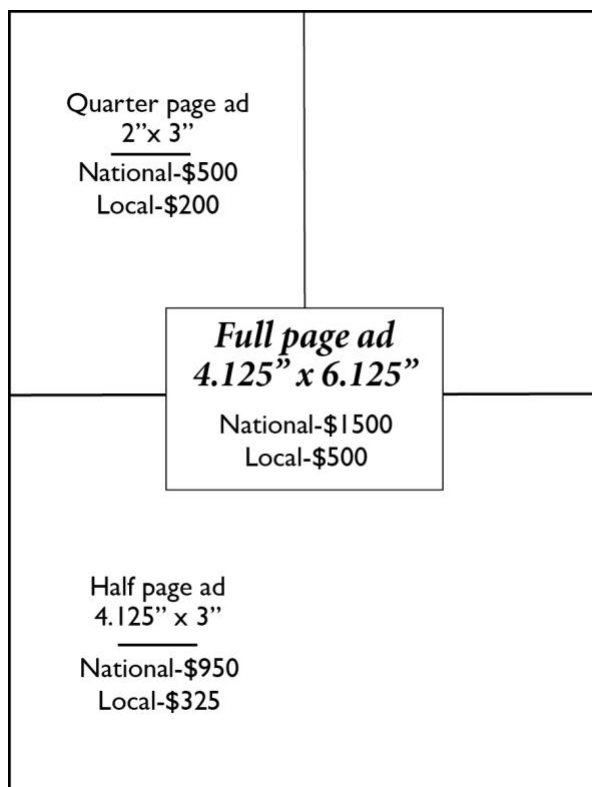 Quarter page ad
2”x 3”
National-$500
Local-$200
Full page ad
4.125” x 6.125”
National-$1500
Local-$500
Half page ad
4.125” x 3”
National-$950
Local-$325